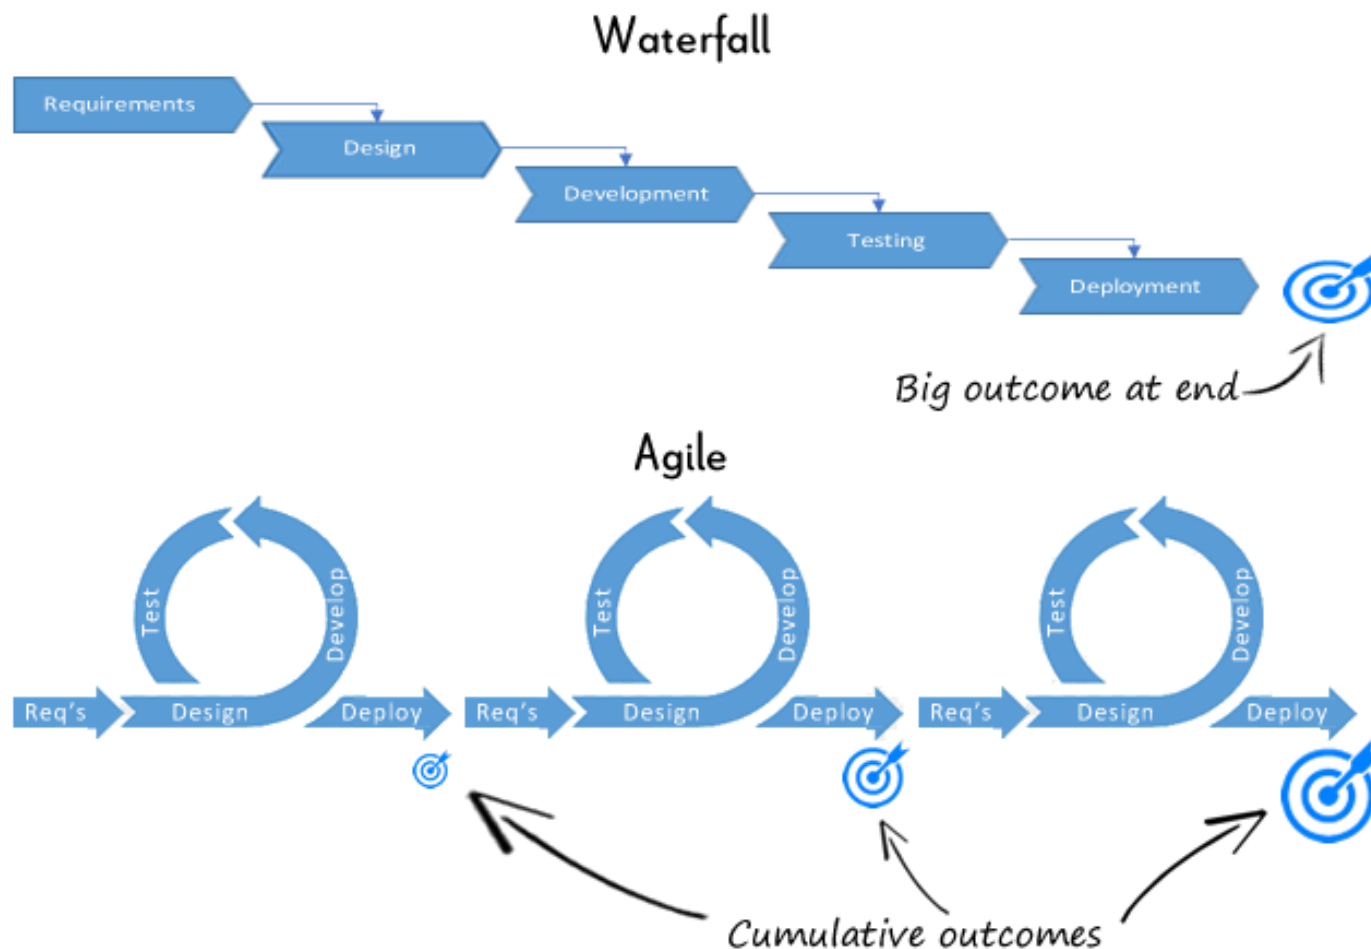 Waterfall
Requirements
Design
Development
Testing
Deployment
Big outcome at end
Agile
Test
Develop
Req's
Design
Deploy
Test
Develop
Req's
Design
Deploy
Test
Develop
Req's
Design
Deploy
Cumulative outcomes